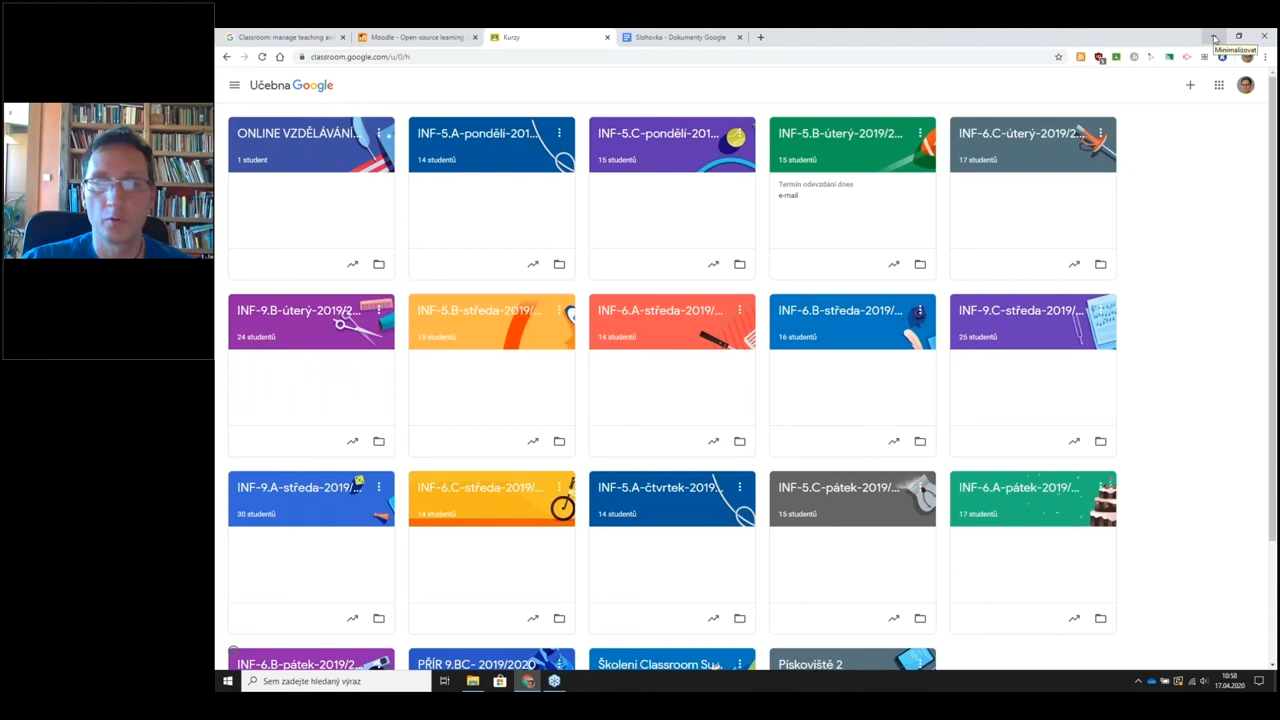 Classroom: manage teaching an
Moodle - Open-source learning
Kurzy
Slohovka - Dokumenty Google
Minimalizovat
classroom.google.com/u/0/h
Učebna Google
ONLINE VZDĚLÁVÁNÍ...
1 student
INF-5.A-pondělí-201...
14 studentů
INF-5.C-pondělí-201...
15 studentů
INF-5.B-úterý-2019/2...
15 studentů
Termín odevzdání dnes
e-mail
INF-6.C-úterý-2019/2...
17 studentů
INF-9.B-úterý-2019/2...
24 studentů
INF-5.B-středa-2019/...
15 studentů
INF-6.A-středa-2019/...
14 studentů
INF-6.B-středa-2019/...
16 studentů
INF-9.C-středa-2019/...
25 studentů
INF-9.A-středa-2019/...
30 studentů
INF-6.C-středa-2019/...
14 studentů
INF-5.A-čtvrtek-2019...
14 studentů
INF-5.C-pátek-2019/...
15 studentů
INF-6.A-pátek-2019/...
17 studentů
INF-6.B-pátek-2019/2...
PŘÍR 9.BC- 2019/2020
Školení Classroom Su...
Pískoviště 2
Sem zadejte hledaný výraz
10:58
17.04.2020